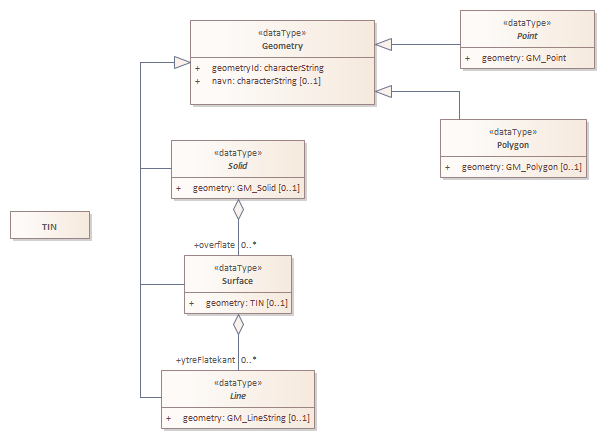 «dataType»
Geometry
+ geometryId: characterString
+ navn: characterString [0..1]
«dataType»
Point
+ geometry: GM_Point
«dataType»
Polygon
+ geometry: GM_Polygon [0..1]
«dataType»
Solid
+ geometry: GM_Solid [0..1]
TIN
+overflate 0..*
«dataType»
Surface
+ geometry: TIN [0..1]
+ytreFlatekant 0..*
«dataType»
Line
+ geometry: GM_LineString [0..1]